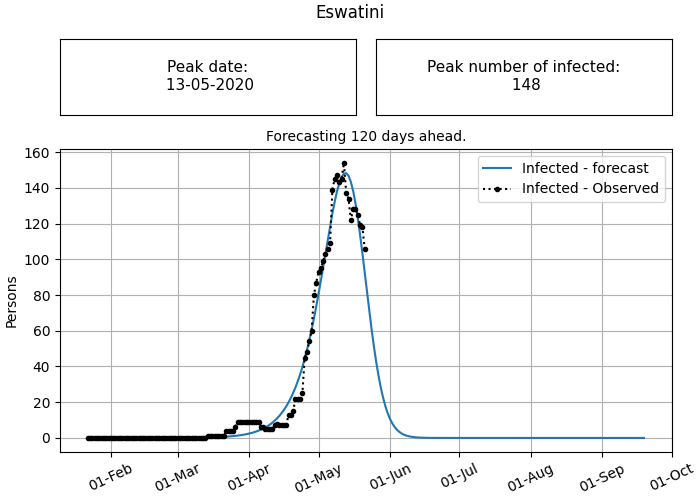 Eswatini
Peak date:
13-05-2020
Peak number of infected:
148
Forecasting 120 days ahead.
160
140
120
100
80
60
40
20
0
Persons
Infected - forecast
Infected - Observed
01-Feb
01-Mar
01-Apr
01-May
01-Jun
01-Jul
01-Aug
01-Sep
01-Oct